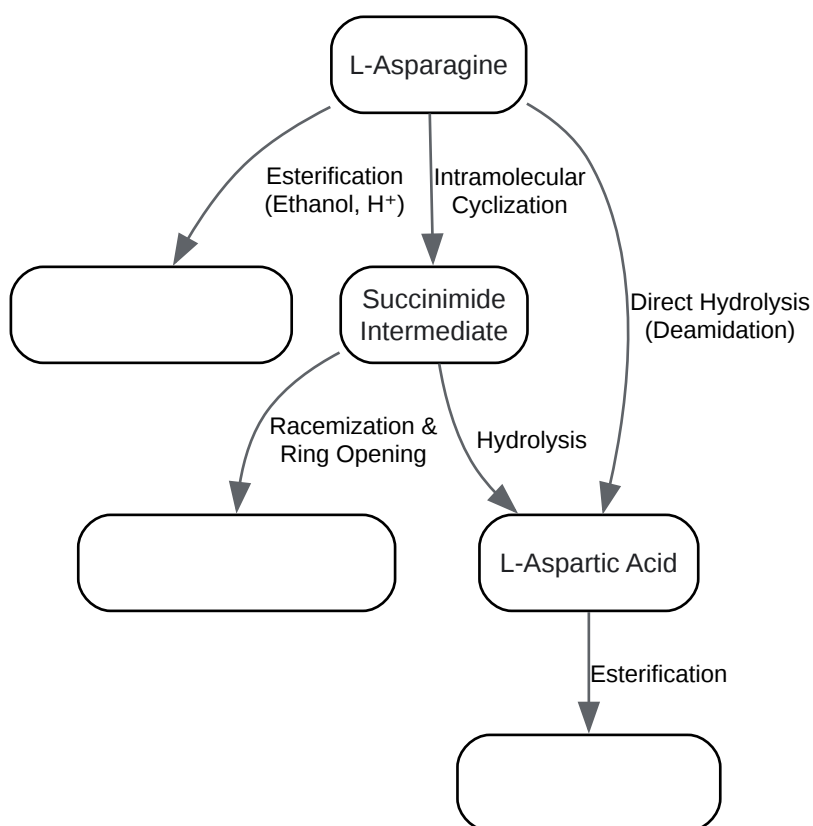 L-Asparagine
Esterification
(Ethanol, H⁺)
Intramolecular
Cyclization
Succinimide
Intermediate
Direct Hydrolysis
(Deamidation)
Racemization &
Ring Opening
Hydrolysis
L-Aspartic Acid
Esterification